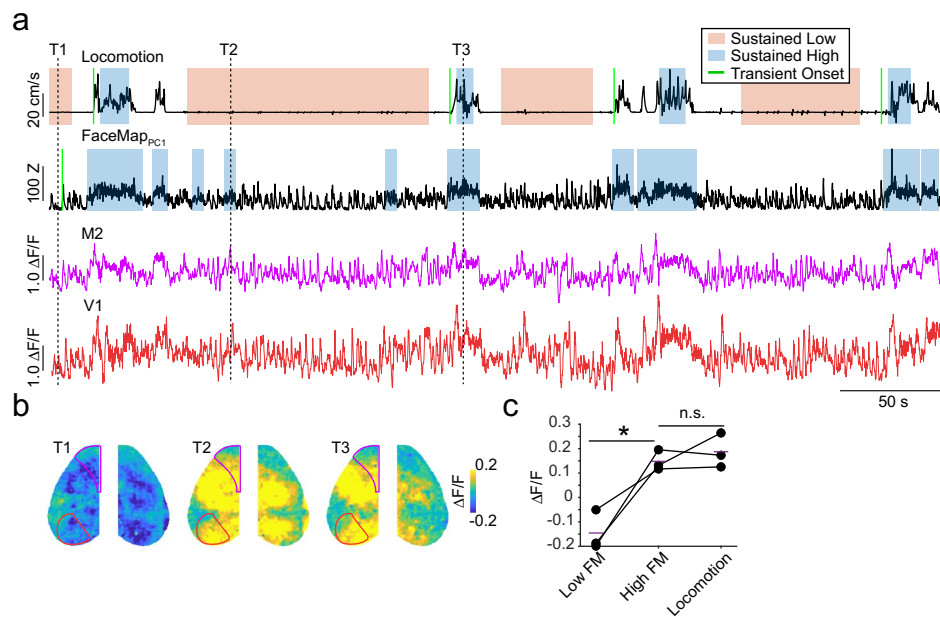 a
T1
T2
T3
Locomotion
Sustained Low
Sustained High
Transient Onset
20 cm/s
FaceMapPC1
100 Z
M2
1.0 ΔF/F
V1
1.0 ΔF/F
50 s
b
T1
T2
T3
0.2
-0.2
ΔF/F
c
n.s.
*
0.3
0.2
0.1
0
-0.1
-0.2
ΔF/F
Low FM
High FM
Locomotion